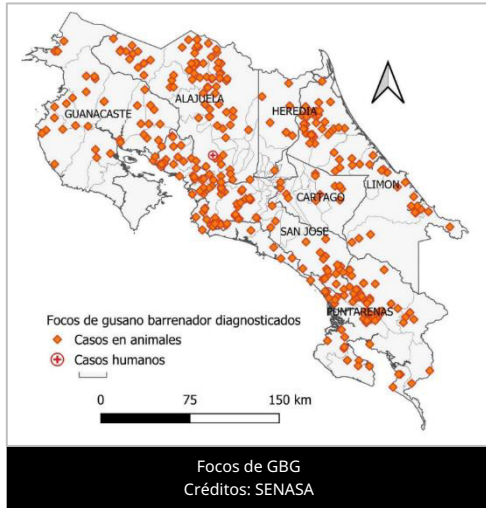 ALAJUELA
GUANACASTE
HEREDIA
LIMON
CARTAGO
SAN JOSE
PUNTARENAS
Focos de gusano barrenador diagnosticados
Casos en animales
Casos humanos
0 75 150 km
Focos de GBG
Créditos: SENASA